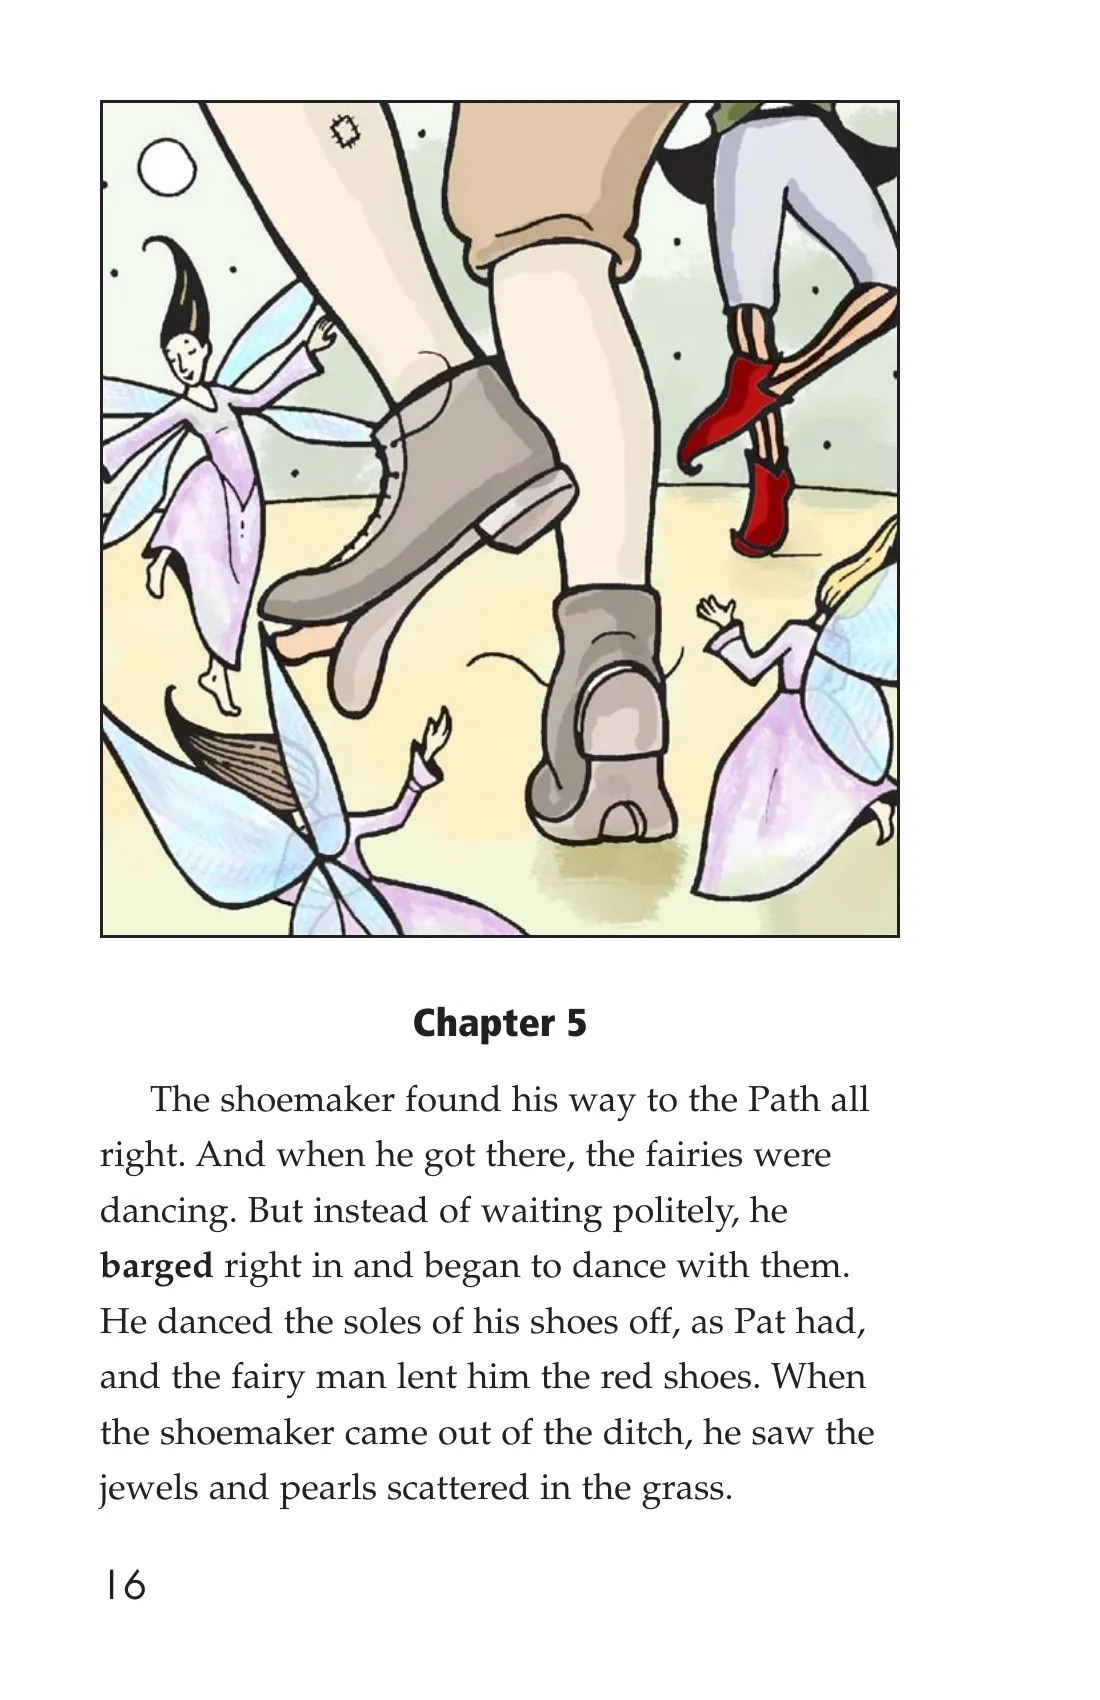 Chapter 5
The shoemaker found his way to the Path all
right. And when he got there, the fairies were
dancing. But instead of waiting politely, he
barged right in and began to dance with them.
He danced the soles of his shoes off, as Pat had,
and the fairy man lent him the red shoes. When
the shoemaker came out of the ditch, he saw the
jewels and pearls scattered in the grass.
16